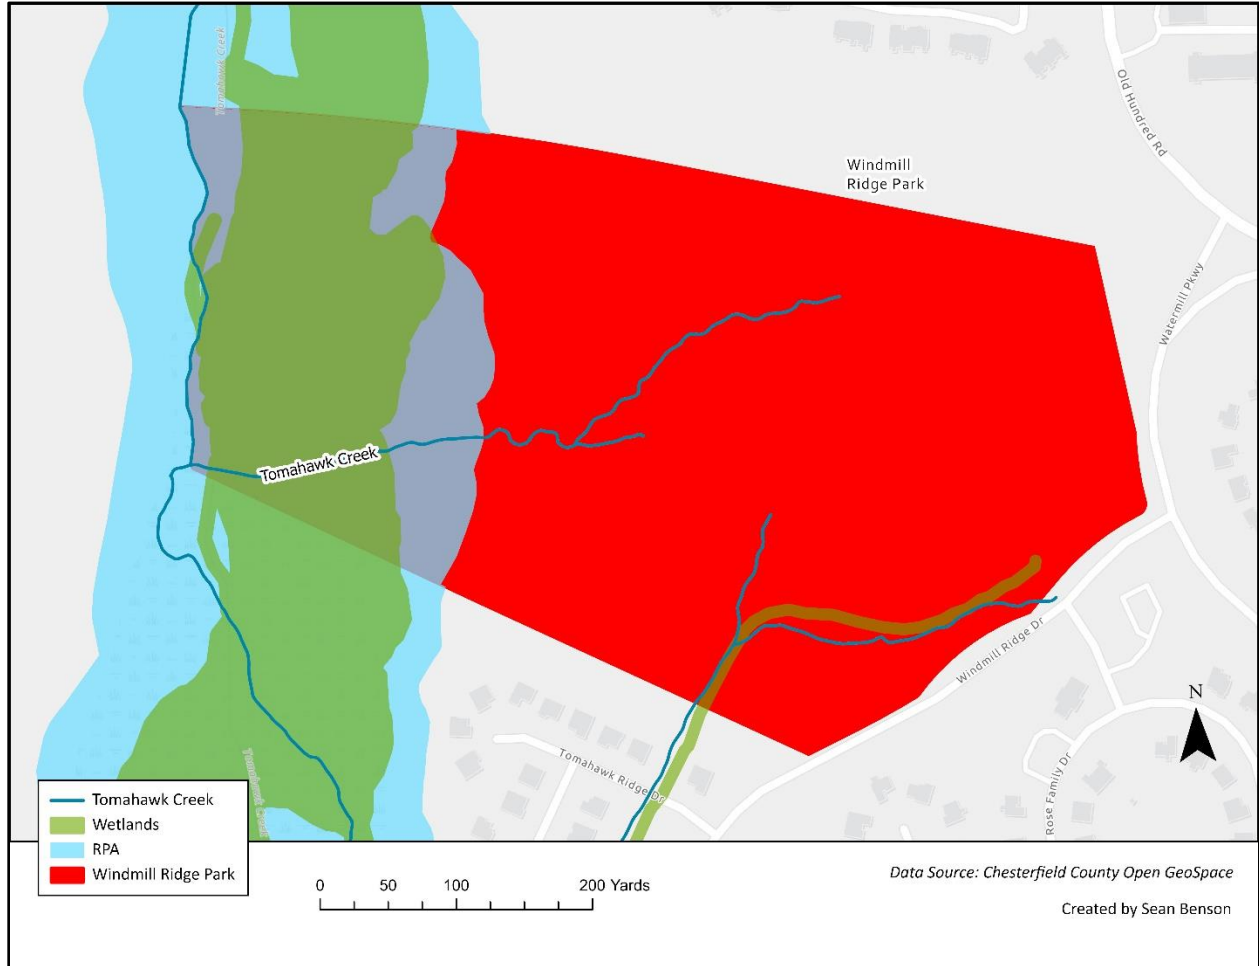 Tomahawk Creek
Old Hundred Rd
Windmill
Ridge Park
Watermill Pkwy
Tomahawk Creek
Windmill Ridge Dr
N
Tomahawk Ridge Dr
Rose Family Dr
Tomahawk Creek
Tomahawk Creek
Wetlands
RPA
Windmill Ridge Park
0 50 100 200 Yards
Data Source: Chesterfield County Open GeoSpace
Created by Sean Benson